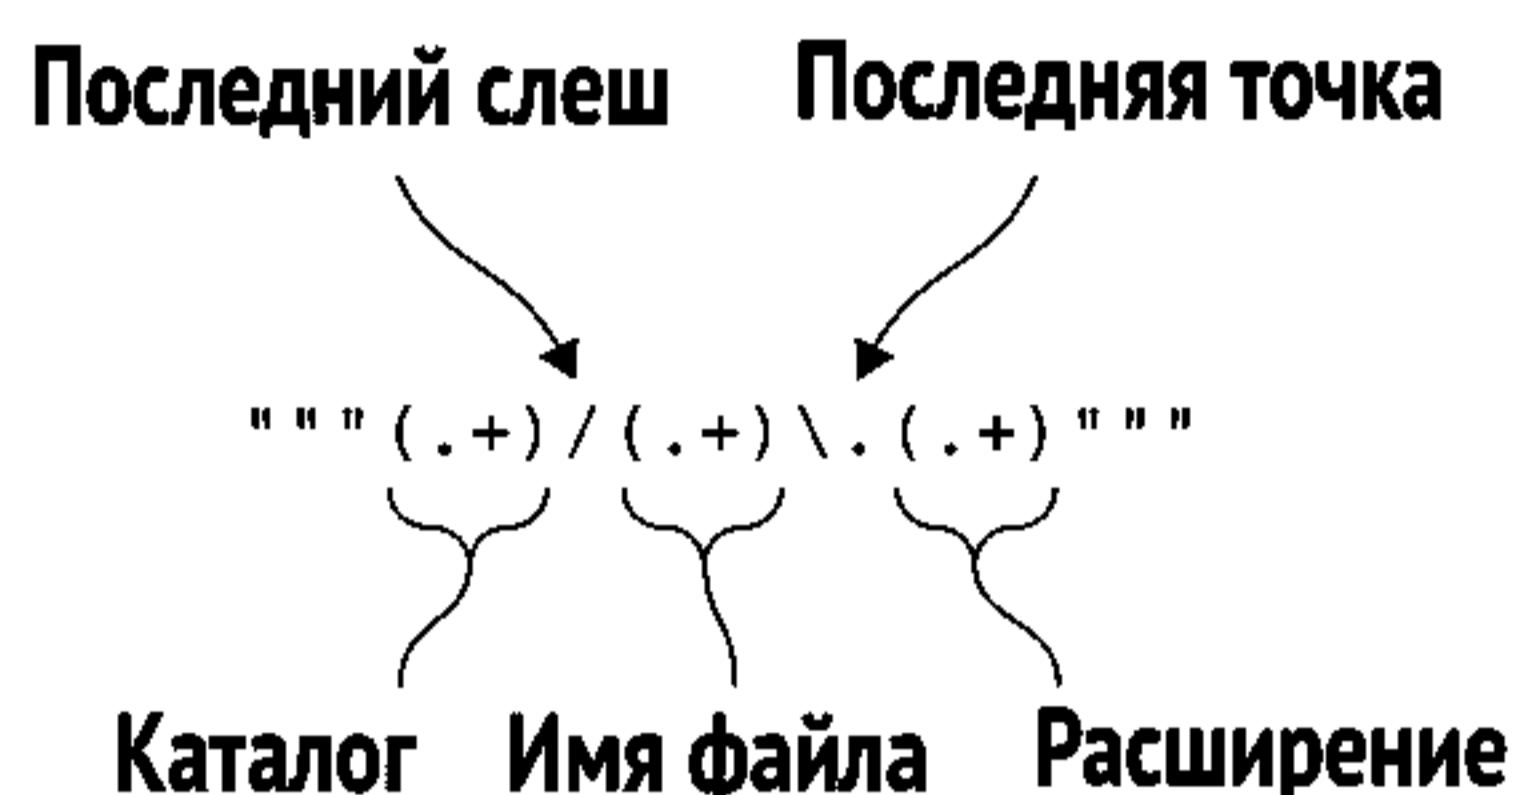 Последний слеш Последняя точка
"""(.+)/(.+)\.(.+)"""
Каталог Имя файла Расширение